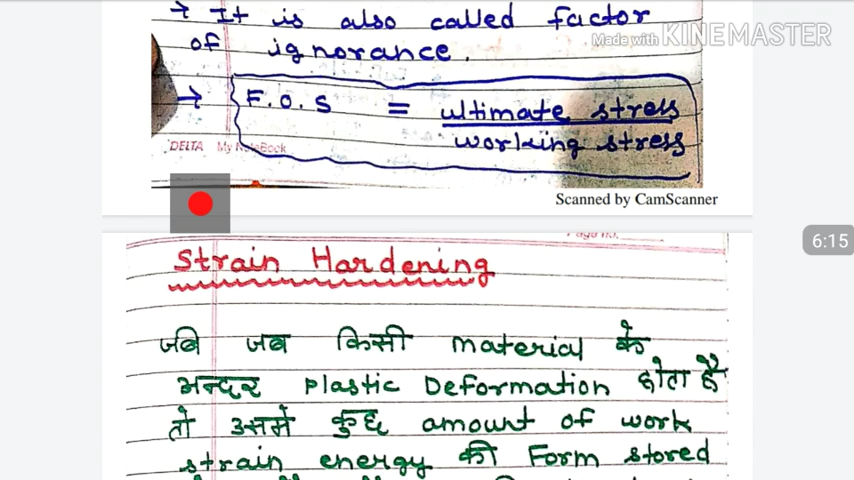 → It is also called factor
of ignorance.
Made with KINEMASTER
→ F.O.S = ultimate stress
working stress
DELTA My NoteBook
Scanned by CamScanner
6:15
Page no.
Strain Hardening
जबि जब किसी material के
अन्दर Plastic Deformation होता है
तो उसमे कुछ amount of work
strain energy की Form stored